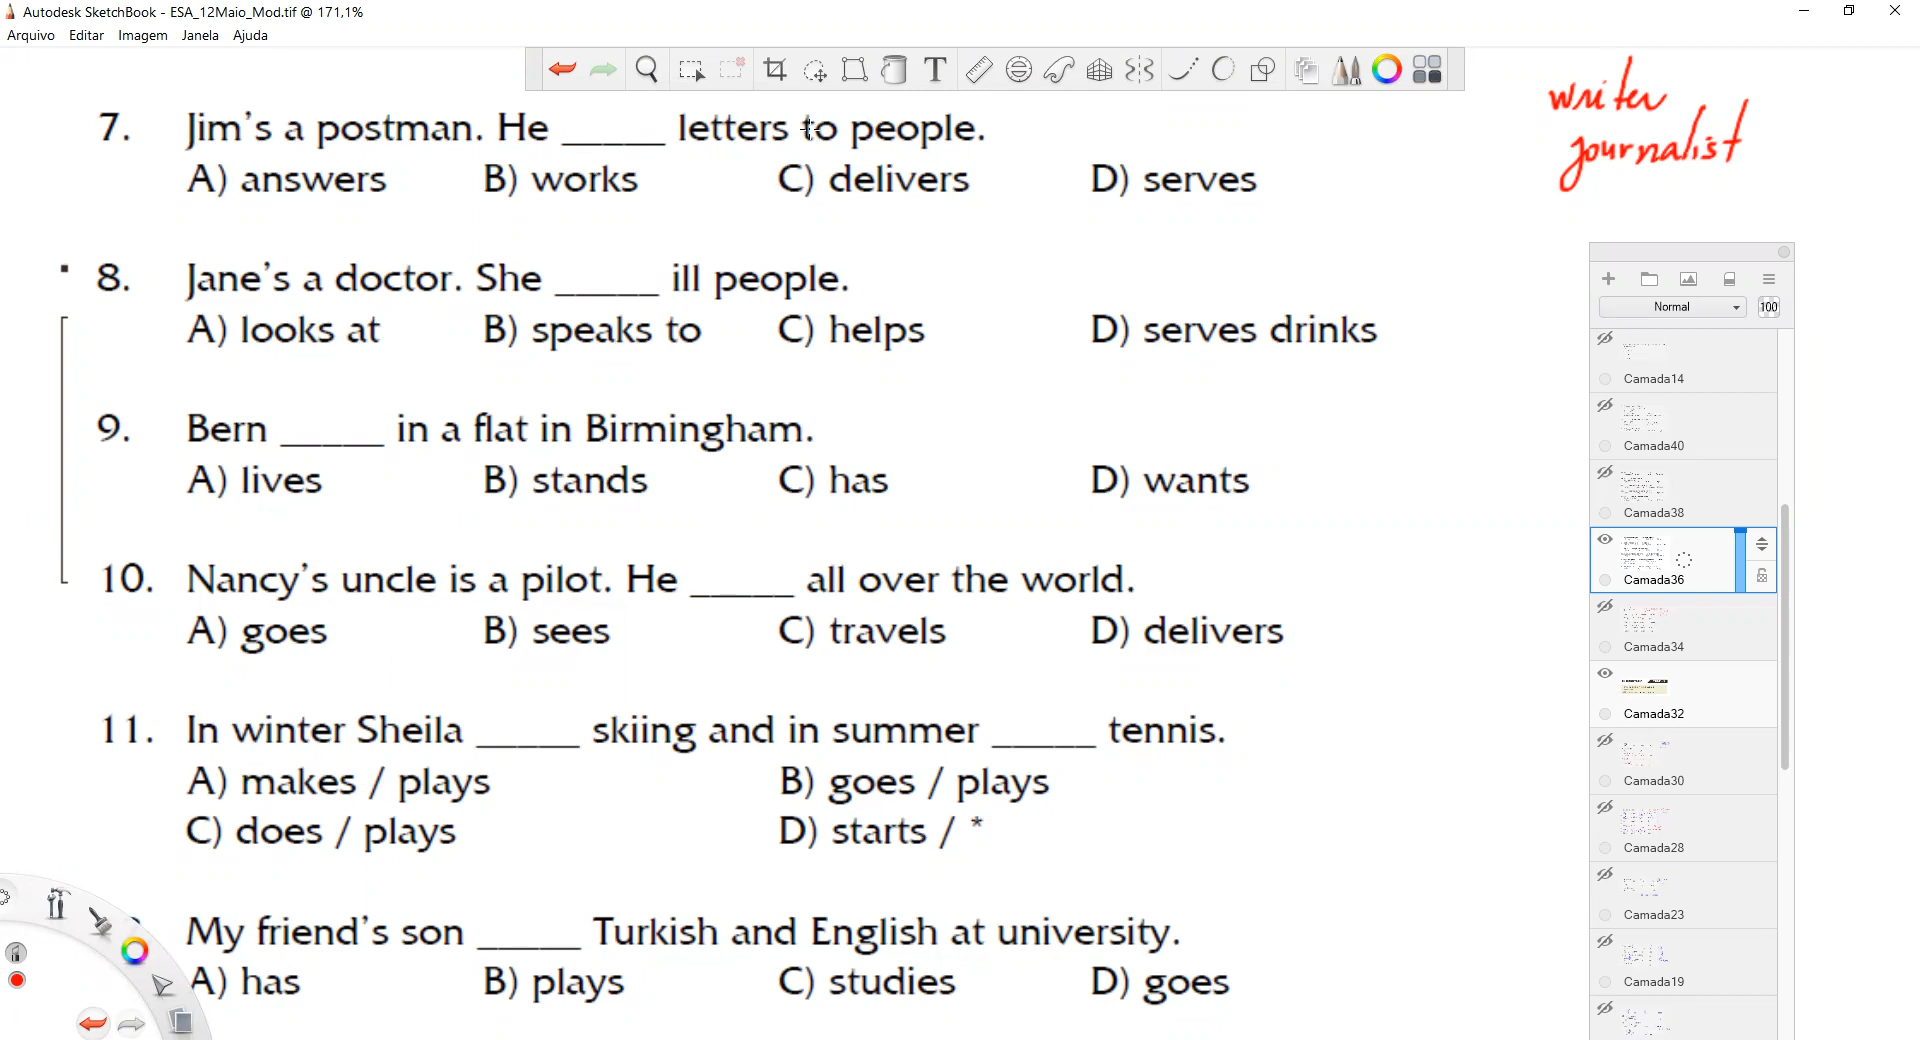 Autodesk SketchBook - ESA_12Maio_Mod.tif @ 171,1%
Arquivo Editar Imagem Janela Ajuda
writer
journalist
7. Jim's a postman. He _____ letters to people.
A) answers B) works C) delivers D) serves
8. Jane's a doctor. She _____ ill people.
A) looks at B) speaks to C) helps D) serves drinks
9. Bern _____ in a flat in Birmingham.
A) lives B) stands C) has D) wants
10. Nancy's uncle is a pilot. He _____ all over the world.
A) goes B) sees C) travels D) delivers
11. In winter Sheila _____ skiing and in summer _____ tennis.
A) makes / plays B) goes / plays
C) does / plays D) starts / *
My friend's son _____ Turkish and English at university.
A) has B) plays C) studies D) goes
Normal 100
Camada14
Camada40
Camada38
Camada36
Camada34
Camada32
Camada30
Camada28
Camada23
Camada19